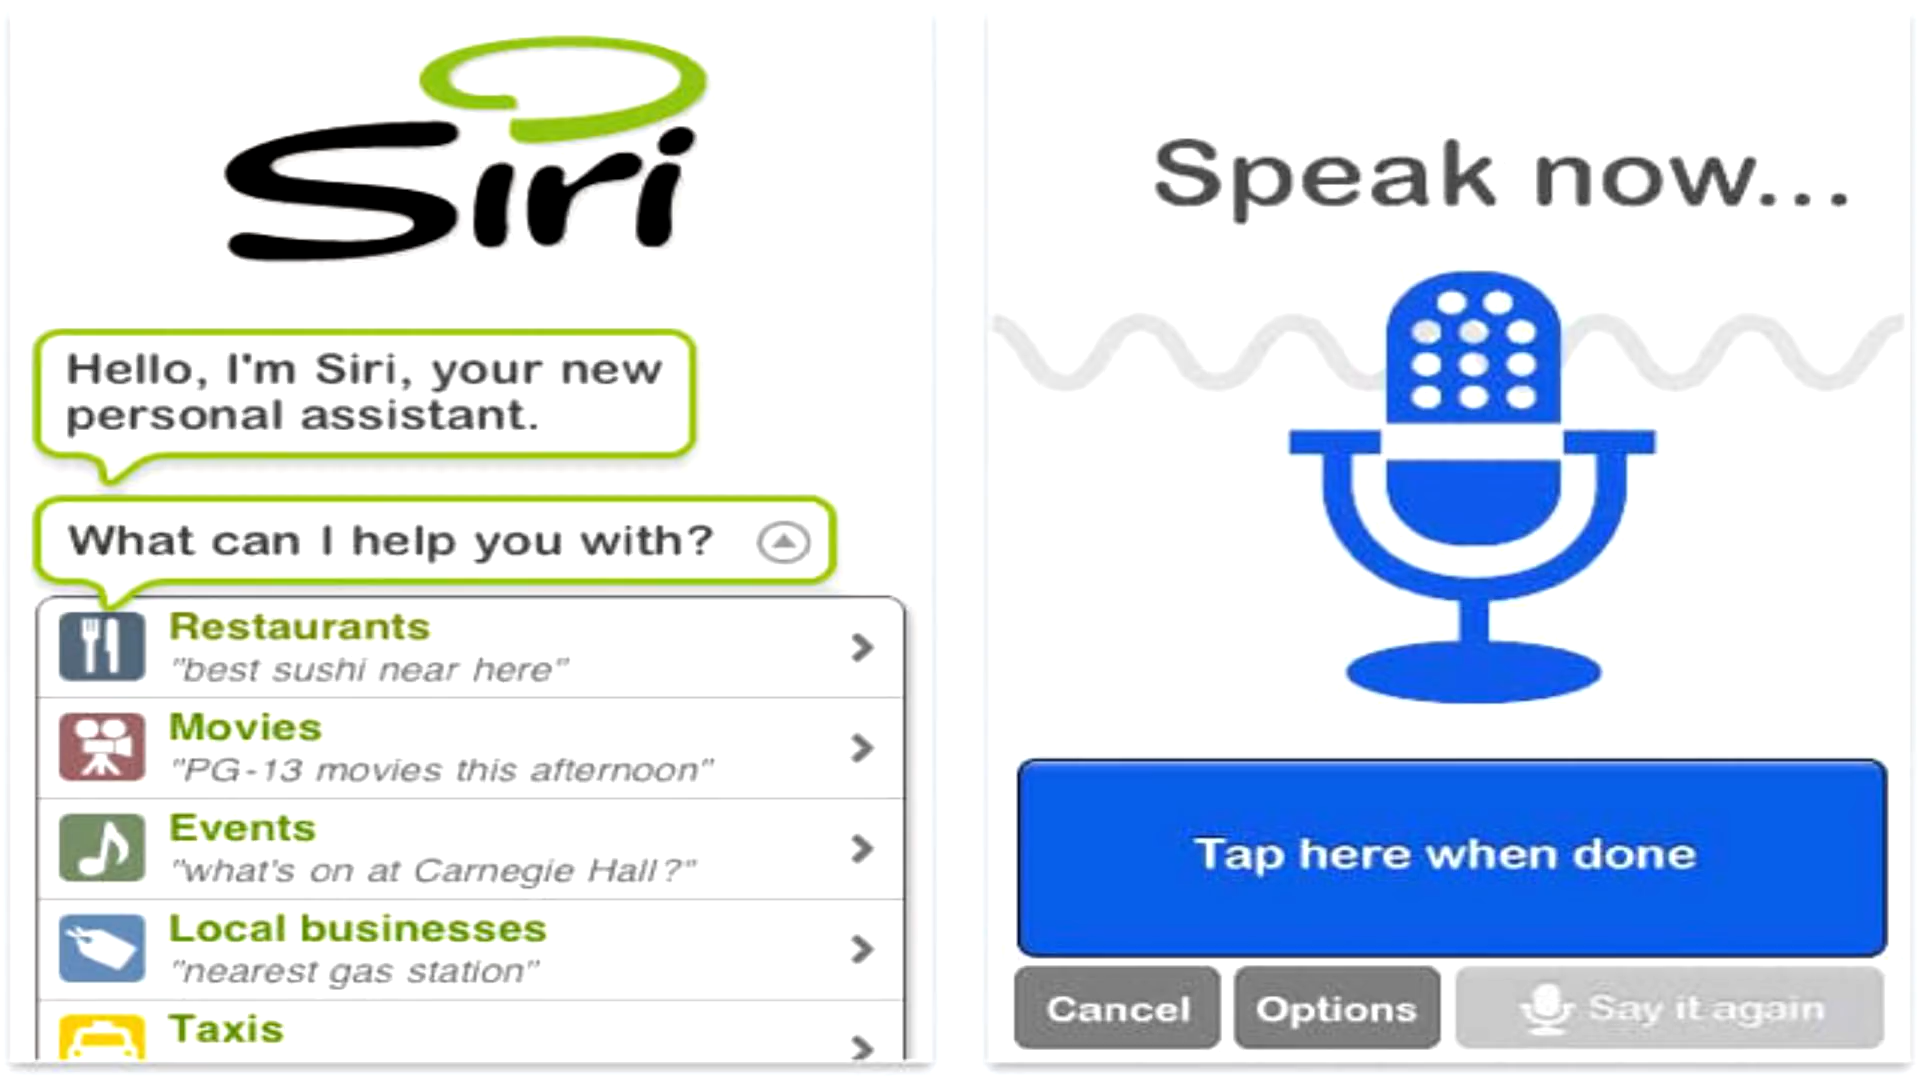 Siri
Hello, I'm Siri, your new
personal assistant.
What can I help you with?
Restaurants
"best sushi near here"
Movies
"PG-13 movies this afternoon"
Events
"what's on at Carnegie Hall?"
Local businesses
"nearest gas station"
Taxis
Speak now...
Tap here when done
Cancel
Options
Say it again